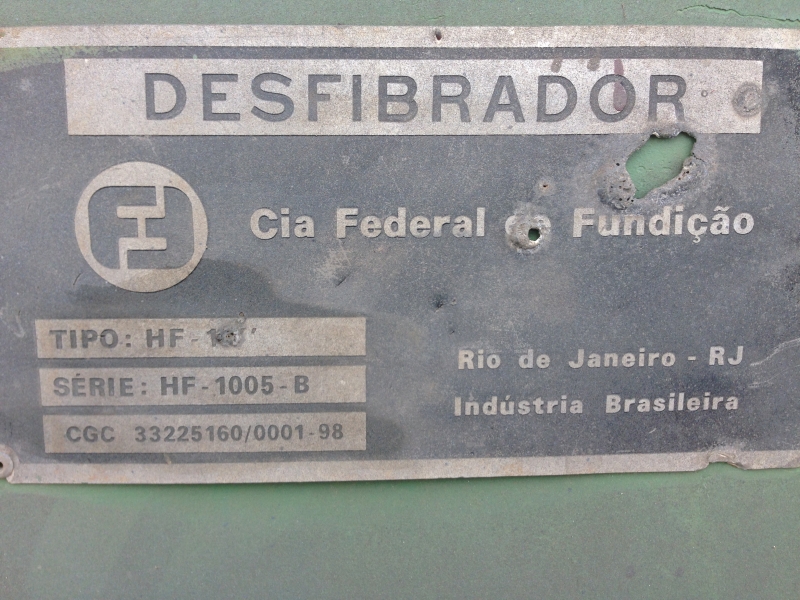 DESFIBRADOR
Cia Federal Fundição
TIPO: HF-
SÉRIE: HF-1005-B
CGC 33225160/0001-98
Rio de Janeiro - RJ
Indústria Brasileira